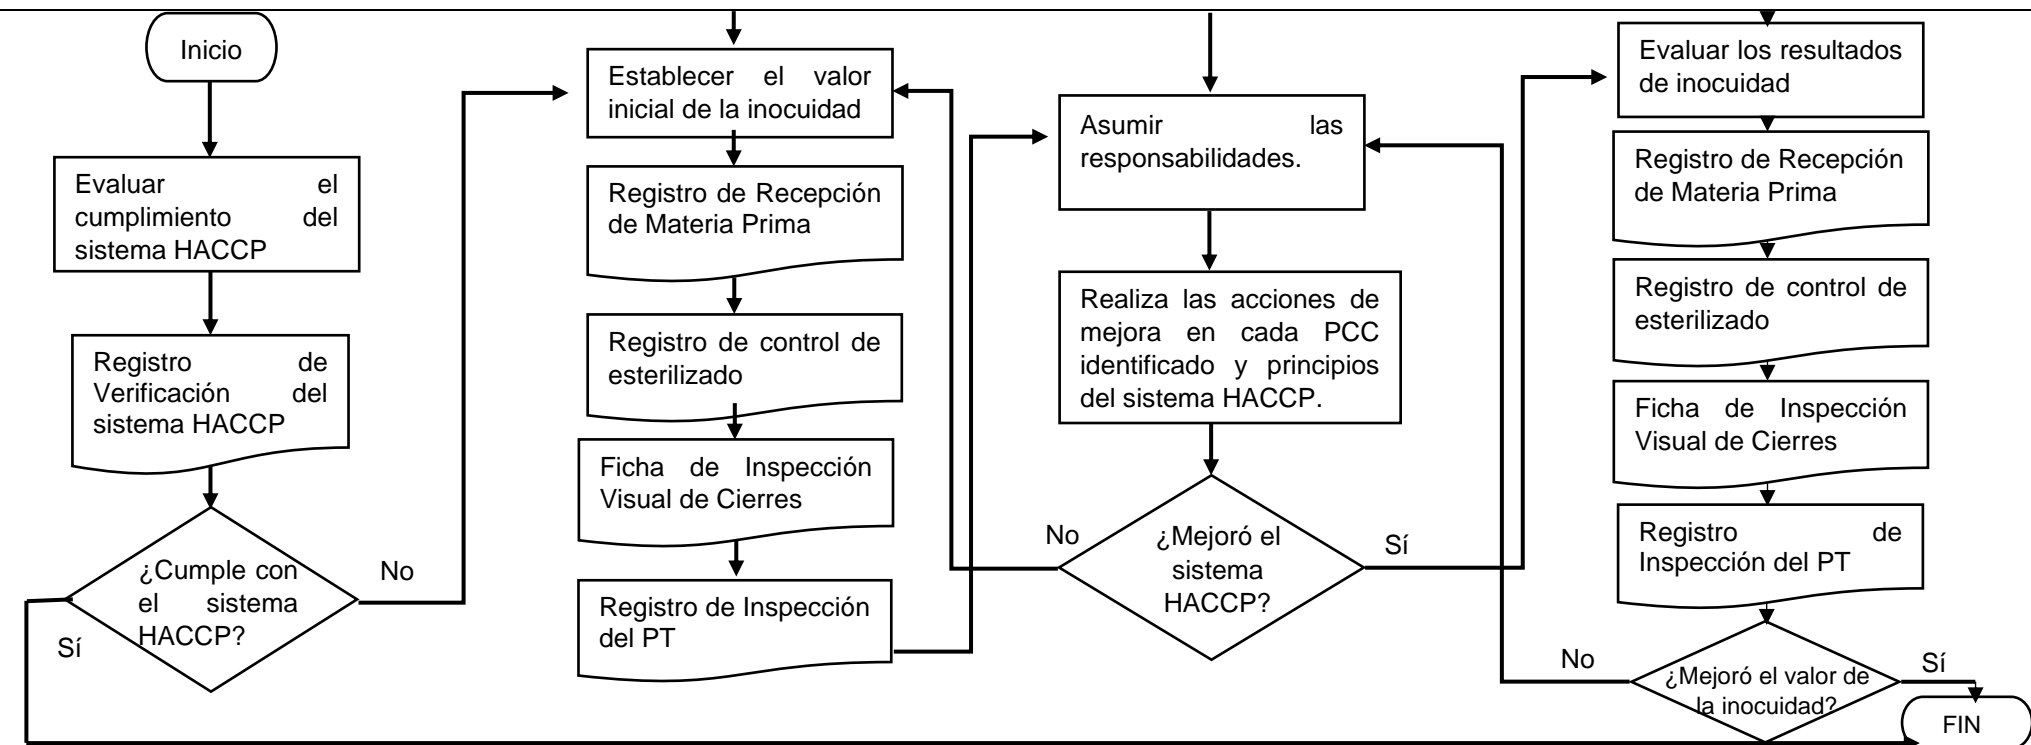 Inicio
Evaluar el
cumplimiento del
sistema HACCP
Registro de
Verificación del
sistema HACCP
¿Cumple con
el sistema
HACCP?
No
Sí
Establecer el valor
inicial de la inocuidad
Registro de Recepción
de Materia Prima
Registro de control de
esterilizado
Ficha de Inspección
Visual de Cierres
Registro de Inspección
del PT
Asumir las
responsabilidades.
Realiza las acciones de
mejora en cada PCC
identificado y principios
del sistema HACCP.
No
¿Mejoró el
sistema
HACCP?
Sí
Evaluar los resultados
de inocuidad
Registro de Recepción
de Materia Prima
Registro de control de
esterilizado
Ficha de Inspección
Visual de Cierres
Registro de
Inspección del PT
No
¿Mejoró el valor de
la inocuidad?
Sí
FIN